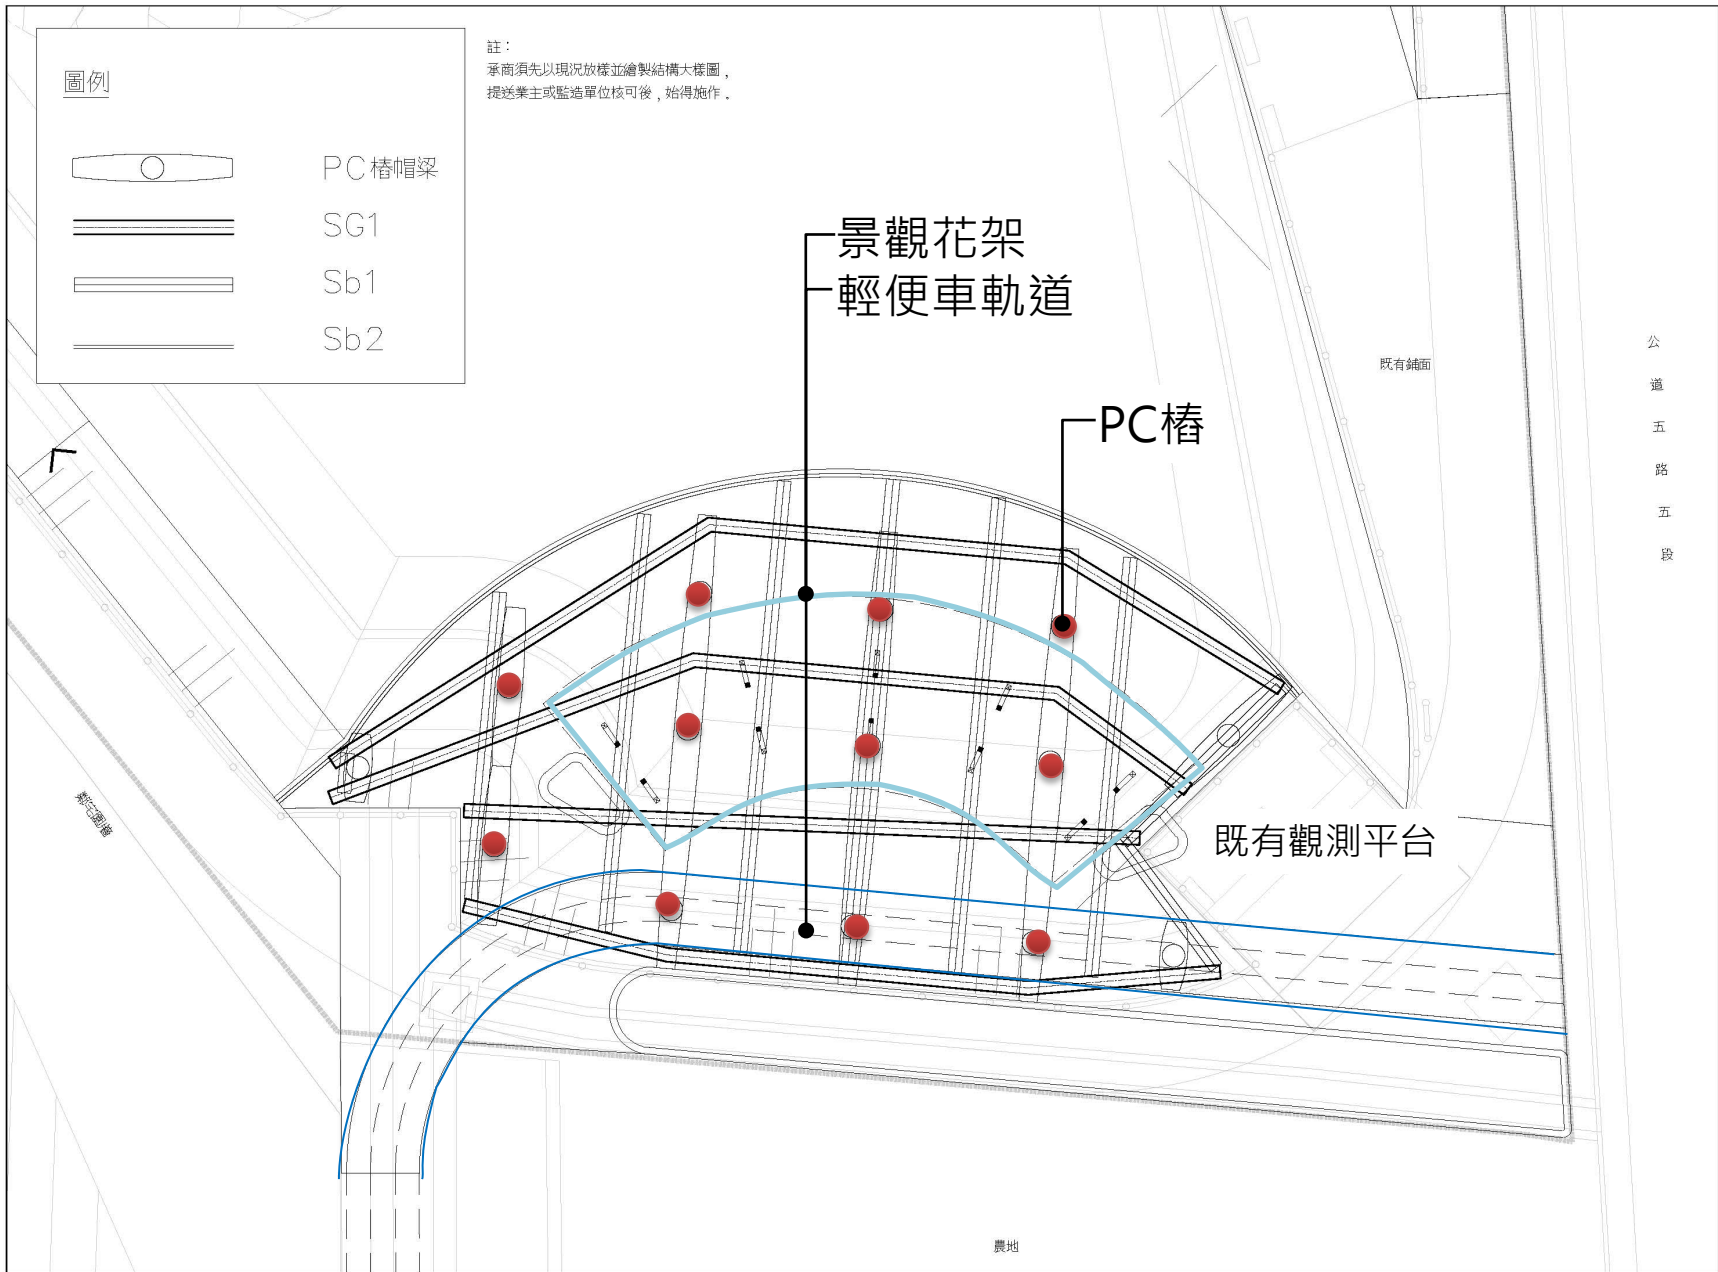 圖例
PC樁帽梁
SG1
Sb1
Sb2
註：
承商須先以現況放樣並繪製結構大樣圖，
提送業主或監造單位核可後，始得施作。
景觀花架
輕便車軌道
PC樁
既有鋪面
公道五路五段
既有觀測平台
農地